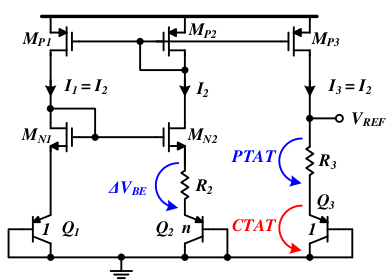 M_P1
M_P2
M_P3
I_1=I_2
I_2
I_3=I_2
V_REF
M_N1
M_N2
ΔV_BE
R_2
PTAT
R_3
CTAT
Q_3
1
Q_1
Q_2
n
1